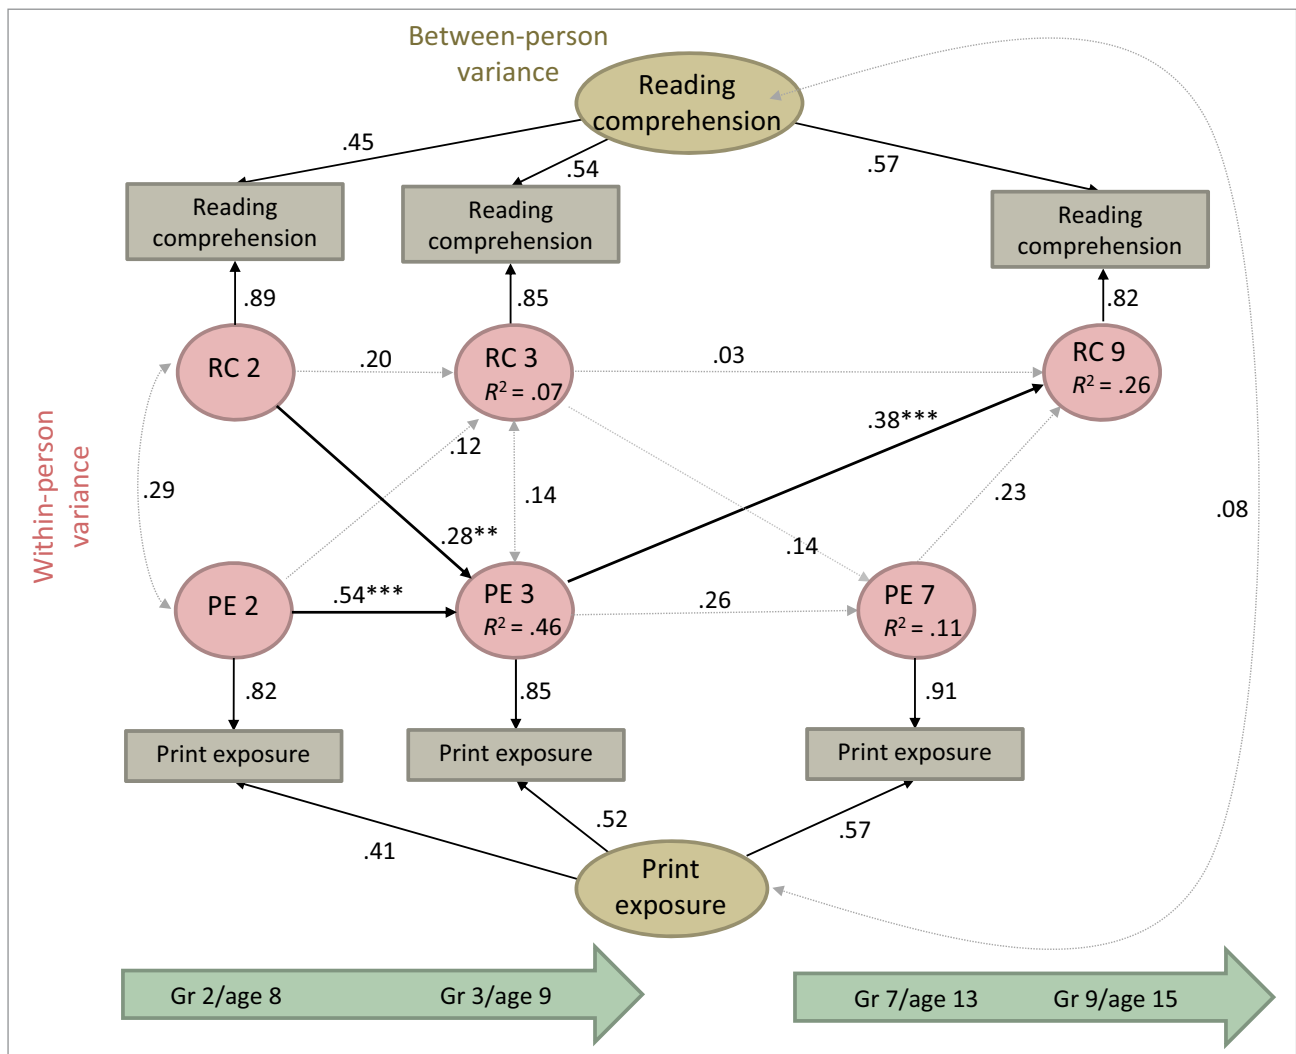 Between-person
variance
Reading
comprehension
.45
.54
.57
Reading
comprehension
Reading
comprehension
Reading
comprehension
.89
.85
.82
RC 2
.20
RC 3
R² = .07
.03
RC 9
R² = .26
Within-person
variance
.29
.12
.14
.28**
.38***
.14
.23
.08
PE 2
.54***
PE 3
R² = .46
.26
PE 7
R² = .11
.82
.85
.91
Print exposure
Print exposure
Print exposure
.41
.52
.57
Print
exposure
Gr 2/age 8
Gr 3/age 9
Gr 7/age 13
Gr 9/age 15